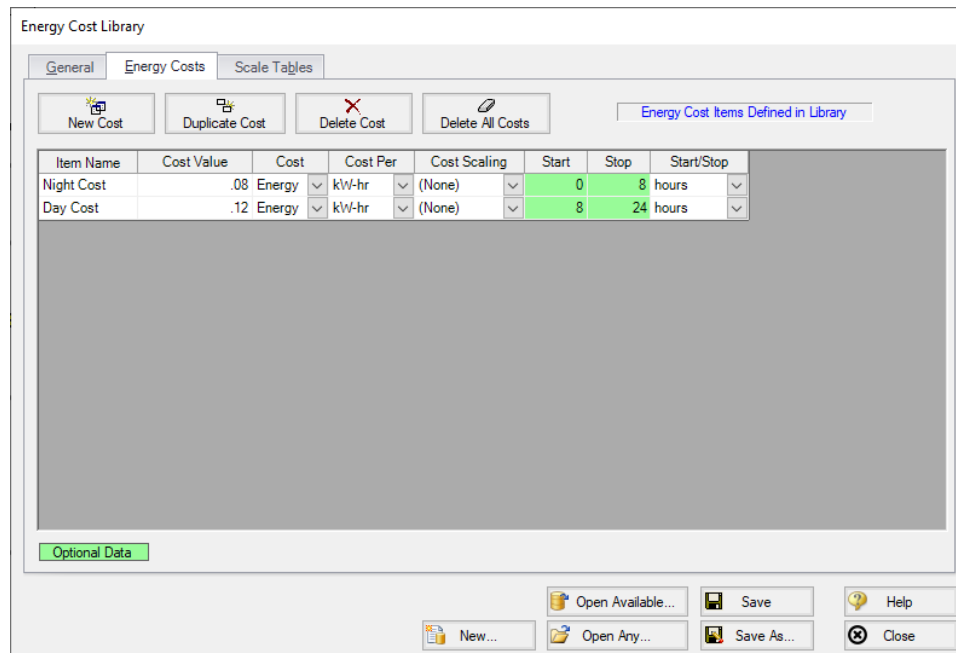 Energy Cost Library
General Energy Costs Scale Tables
New Cost Duplicate Cost Delete Cost Delete All Costs Energy Cost Items Defined in Library
Item Name Cost Value Cost Cost Per Cost Scaling Start Stop Start/Stop
Night Cost .08 Energy kW-hr (None) 0 8 hours
Day Cost .12 Energy kW-hr (None) 8 24 hours
Optional Data
Open Available... Save Help
New... Open Any... Save As... Close